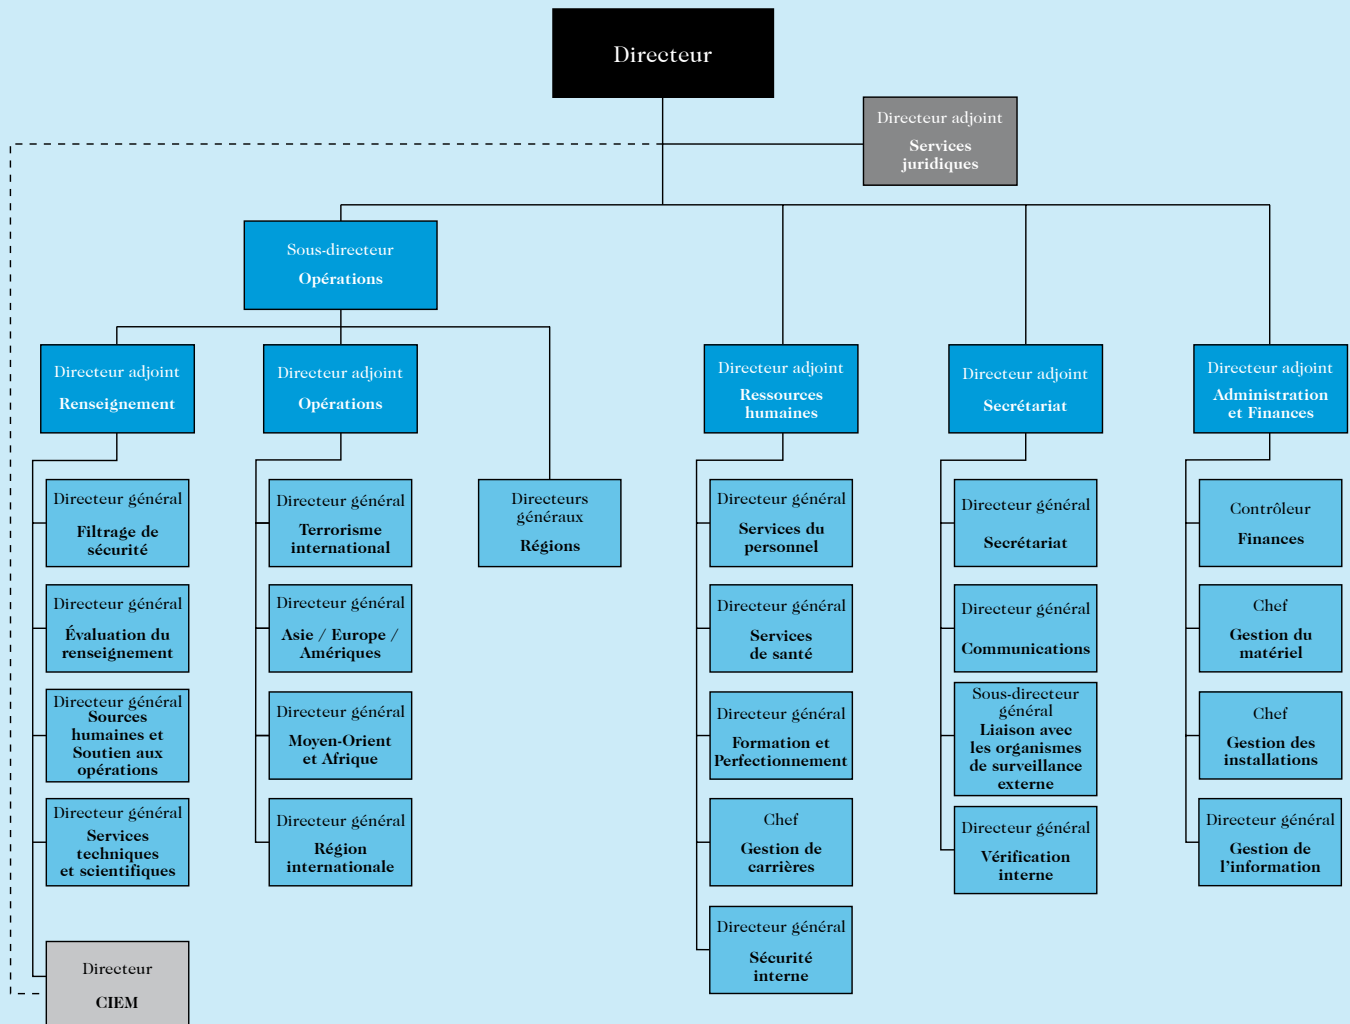 Directeur
Directeur adjoint
Services
juridiques
Sous-directeur
Opérations
Directeur adjoint
Renseignement
Directeur adjoint
Opérations
Directeur adjoint
Ressources
humaines
Directeur adjoint
Secrétariat
Directeur adjoint
Administration
et Finances
Directeur général
Filtrage de
sécurité
Directeur général
Évaluation du
renseignement
Directeur général
Sources
humaines et
Soutien aux
opérations
Directeur général
Services
techniques
et scientifiques
Directeur
CIEM
Directeur général
Terrorisme
international
Directeur général
Asie / Europe /
Amériques
Directeur général
Moyen-Orient
et Afrique
Directeur général
Région
internationale
Directeurs
généraux
Régions
Directeur général
Services du
personnel
Directeur général
Services
de santé
Directeur général
Formation et
Perfectionnement
Chef
Gestion de
carrières
Directeur général
Sécurité
interne
Directeur général
Secrétariat
Directeur général
Communications
Sous-directeur
général
Liaison avec
les organismes
de surveillance
externe
Directeur général
Vérification
interne
Contrôleur
Finances
Chef
Gestion du
matériel
Chef
Gestion des
installations
Directeur général
Gestion de
l'information